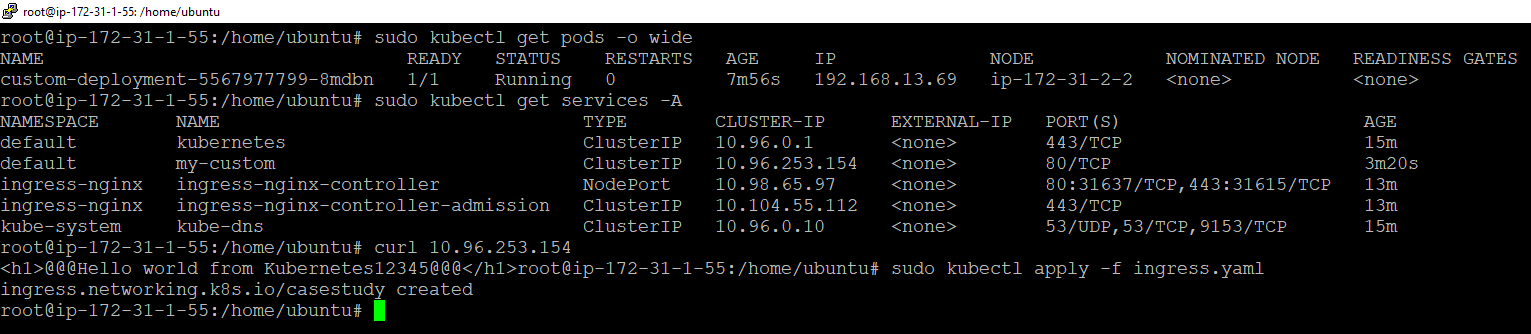 root@ip-172-31-1-55: /home/ubuntu
root@ip-172-31-1-55:/home/ubuntu# sudo kubectl get pods -o wide
NAME READY STATUS RESTARTS AGE IP NODE NOMINATED NODE READINESS GATES
custom-deployment-5567977799-8mdbn 1/1 Running 0 7m56s 192.168.13.69 ip-172-31-2-2 <none> <none>
root@ip-172-31-1-55:/home/ubuntu# sudo kubectl get services -A
NAMESPACE NAME TYPE CLUSTER-IP EXTERNAL-IP PORT(S) AGE
default kubernetes ClusterIP 10.96.0.1 <none> 443/TCP 15m
default my-custom ClusterIP 10.96.253.154 <none> 80/TCP 3m20s
ingress-nginx ingress-nginx-controller NodePort 10.98.65.97 <none> 80:31637/TCP,443:31615/TCP 13m
ingress-nginx ingress-nginx-controller-admission ClusterIP 10.104.55.112 <none> 443/TCP 13m
kube-system kube-dns ClusterIP 10.96.0.10 <none> 53/UDP,53/TCP,9153/TCP 15m
root@ip-172-31-1-55:/home/ubuntu# curl 10.96.253.154
<h1>@@@Hello world from Kubernetes12345@@@</h1>root@ip-172-31-1-55:/home/ubuntu# sudo kubectl apply -f ingress.yaml
ingress.networking.k8s.io/casestudy created
root@ip-172-31-1-55:/home/ubuntu#